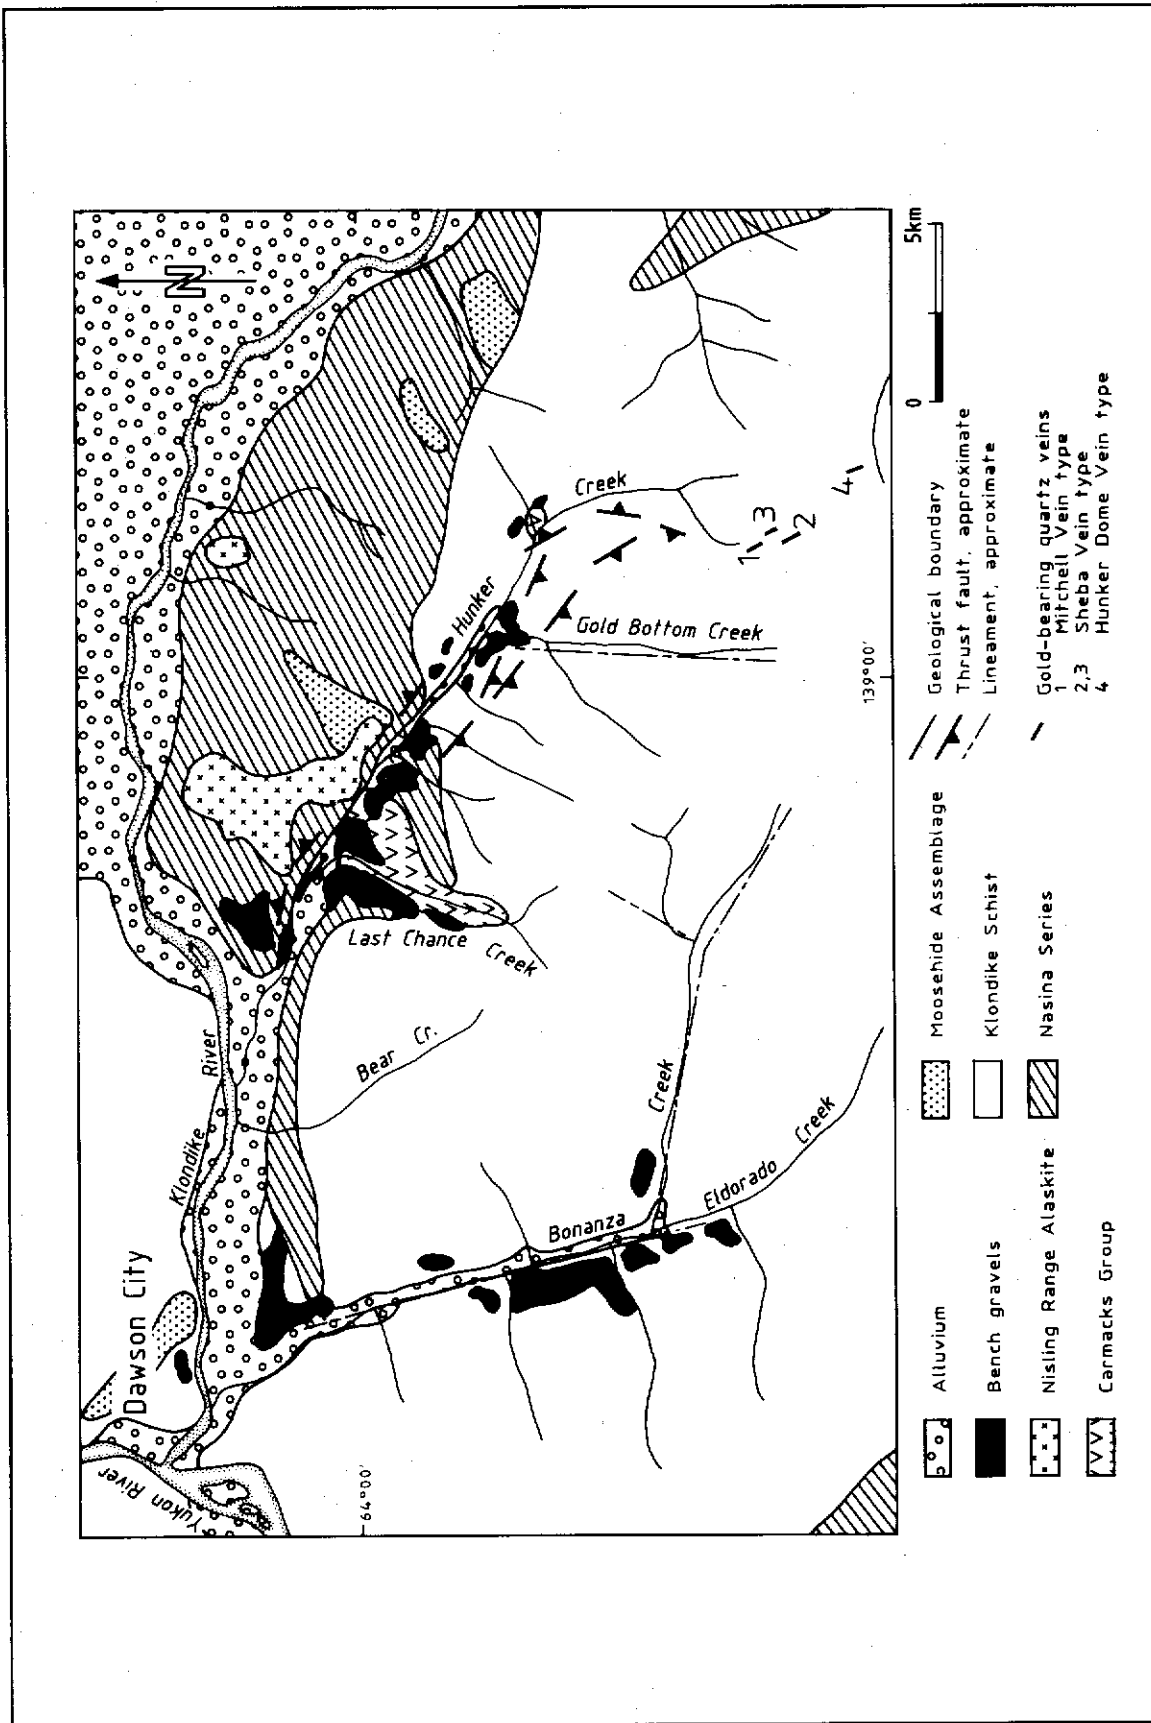 N
Dawson City
Yukon River
Klondike
River
Bear Cr.
Last Chance
Creek
Hunker
Creek
Gold Bottom Creek
Bonanza
Creek
Eldorado
Creek
1
3
2
4
64°00'
139°00'
0
5km
Alluvium
Bench gravels
Nisling Range Alaskite
Carmacks Group
Moosehide Assemblage
Klondike Schist
Nasina Series
Geological boundary
Thrust fault, approximate
Lineament, approximate
Gold-bearing quartz veins
1 Mitchell Vein type
2,3 Sheba Vein type
4 Hunker Dome Vein type